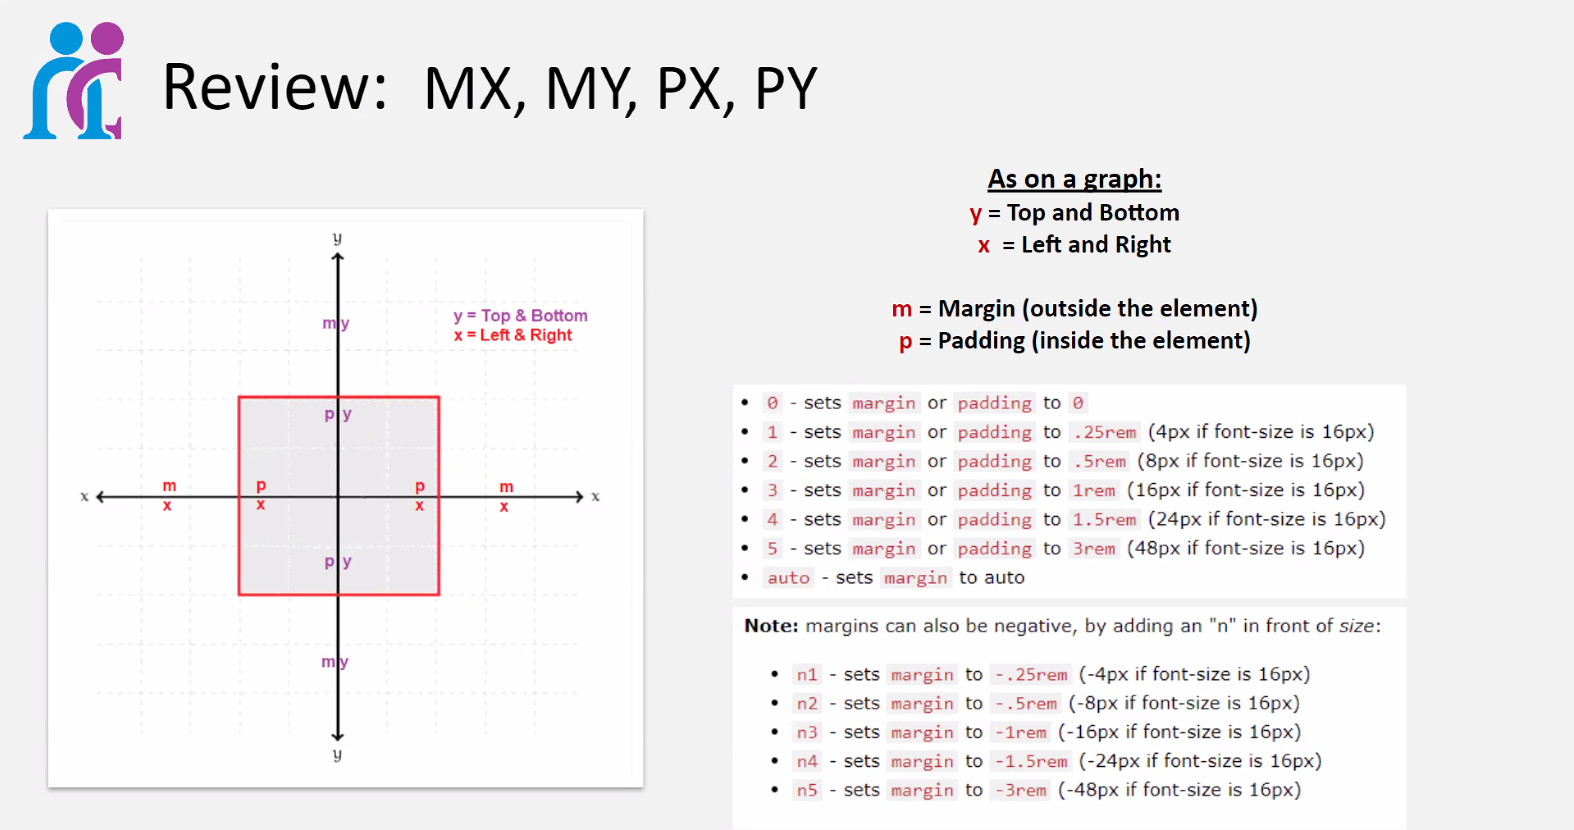 Review:  MX, MY, PX, PY
y
my
y = Top & Bottom
x = Left & Right
p y
m
p
p
m
x
x
x
x
x
x
p y
my
y
As on a graph:
y = Top and Bottom
x = Left and Right
m = Margin (outside the element)
p = Padding (inside the element)
• 0 - sets margin or padding to 0
• 1 - sets margin or padding to .25rem (4px if font-size is 16px)
• 2 - sets margin or padding to .5rem (8px if font-size is 16px)
• 3 - sets margin or padding to 1rem (16px if font-size is 16px)
• 4 - sets margin or padding to 1.5rem (24px if font-size is 16px)
• 5 - sets margin or padding to 3rem (48px if font-size is 16px)
• auto - sets margin to auto
Note: margins can also be negative, by adding an "n" in front of size:
• n1 - sets margin to -.25rem (-4px if font-size is 16px)
• n2 - sets margin to -.5rem (-8px if font-size is 16px)
• n3 - sets margin to -1rem (-16px if font-size is 16px)
• n4 - sets margin to -1.5rem (-24px if font-size is 16px)
• n5 - sets margin to -3rem (-48px if font-size is 16px)